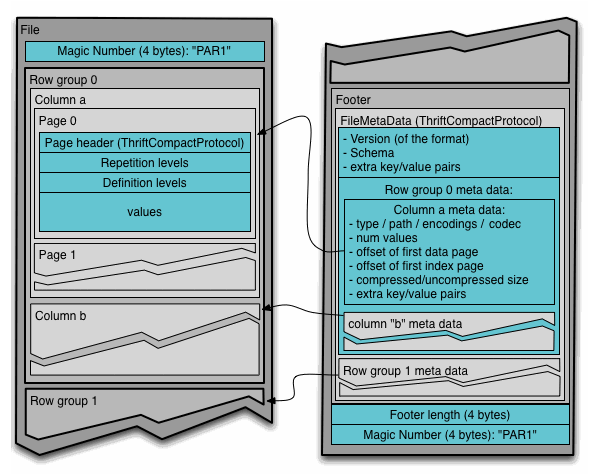 File
Magic Number (4 bytes): "PAR1"
Row group 0
Column a
Page 0
Page header (ThriftCompactProtocol)
Repetition levels
Definition levels
values
Page 1
Column b
Row group 1
Footer
FileMetaData (ThriftCompactProtocol)
- Version (of the format)
- Schema
- extra key/value pairs
Row group 0 meta data:
Column a meta data:
- type / path / encodings / codec
- num values
- offset of first data page
- offset of first index page
- compressed/uncompressed size
- extra key/value pairs
column "b" meta data
Row group 1 meta data
Footer length (4 bytes)
Magic Number (4 bytes): "PAR1"